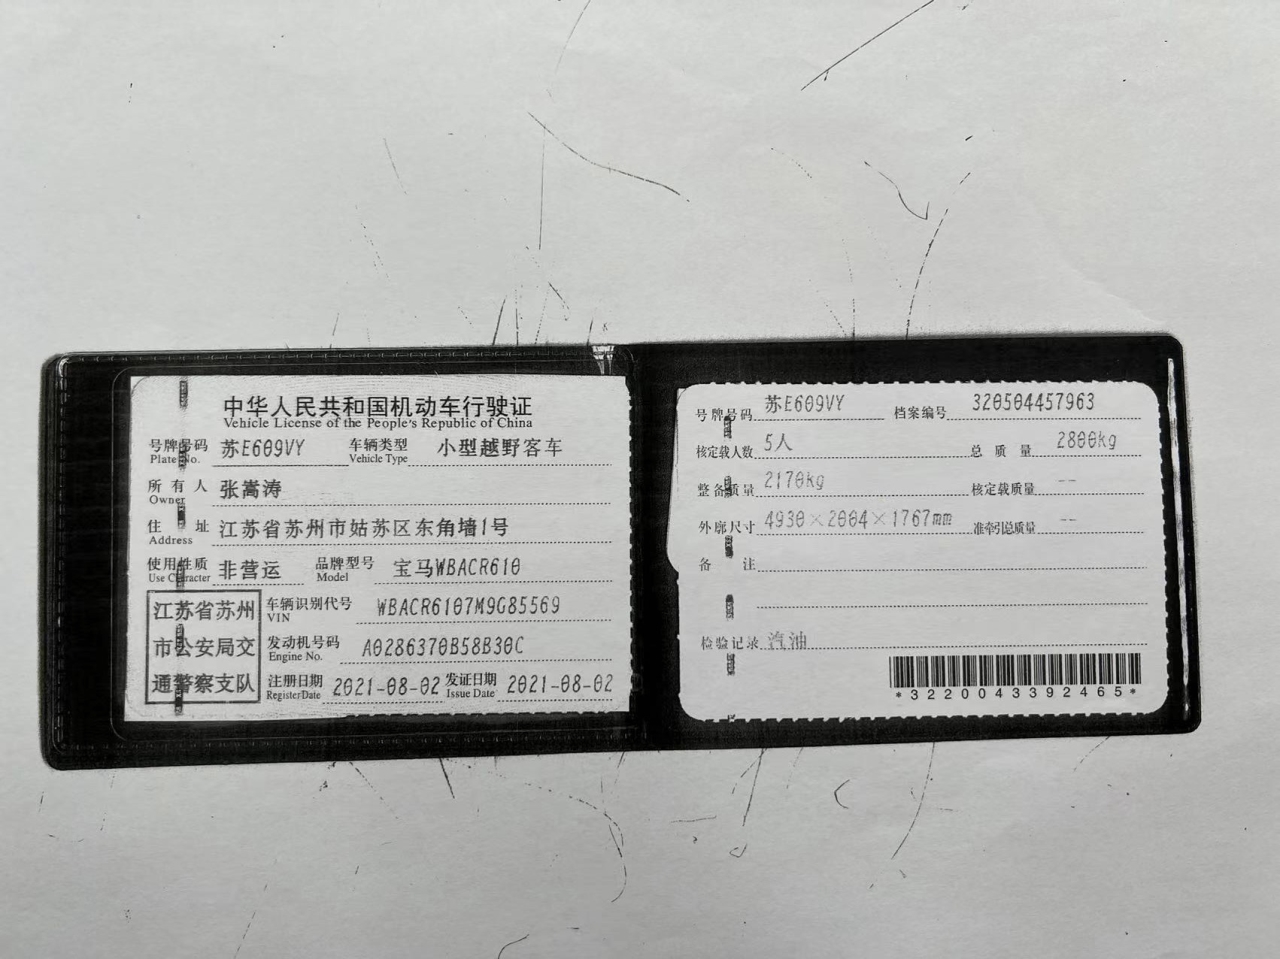 中华人民共和国机动车行驶证
Vehicle License of the People's Republic of China
号牌号码 苏E609VY 车辆类型 小型越野客车
Plate No. Vehicle Type
所有人 张嵩涛
Owner
住址 江苏省苏州市姑苏区东角墙1号
Address
使用性质 非营运 品牌型号 宝马WBACR610
Use Character Model
江苏省苏州
市公安局交
通警察支队
车辆识别代号 WBACR6107M9G85569
VIN
发动机号码 A0286370B58B30C
Engine No.
注册日期 2021-08-02 发证日期 2021-08-02
Register Date Issue Date
号牌号码 苏E609VY 档案编号 320504457963
核定载人数 5人 总质量 2800kg
整备质量 2170kg 核定载质量 --
外廓尺寸 4930×2004×1767mm 准牵引总质量 --
备注
检验记录 汽油
*3220043392465*